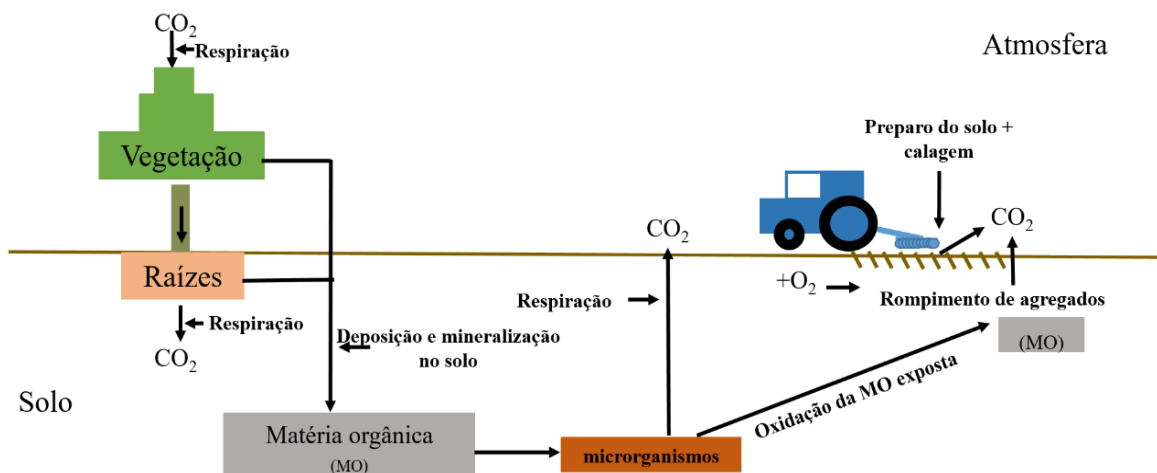 CO2
Respiração
Atmosfera
Vegetação
Preparo do solo +
calagem
CO2
CO2
Raízes
+O2
Respiração
Rompimento de agregados
Respiração
CO2
Deposição e mineralização
no solo
(MO)
Oxidação da MO exposta
Solo
Matéria orgânica
(MO)
microrganismos